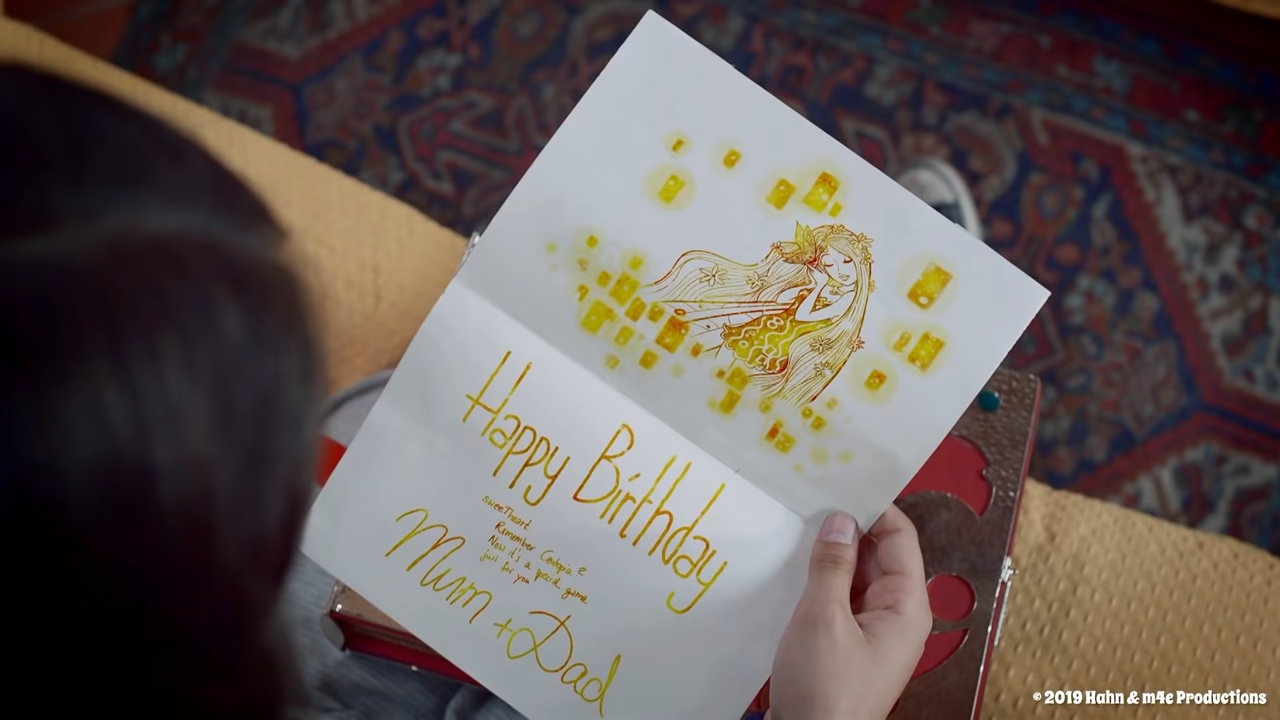 Happy Birthday
sweeTheart
Remember Centopia?
Now it's a special game
just for you
Mum + Dad
© 2019 Hahn & m4e Productions